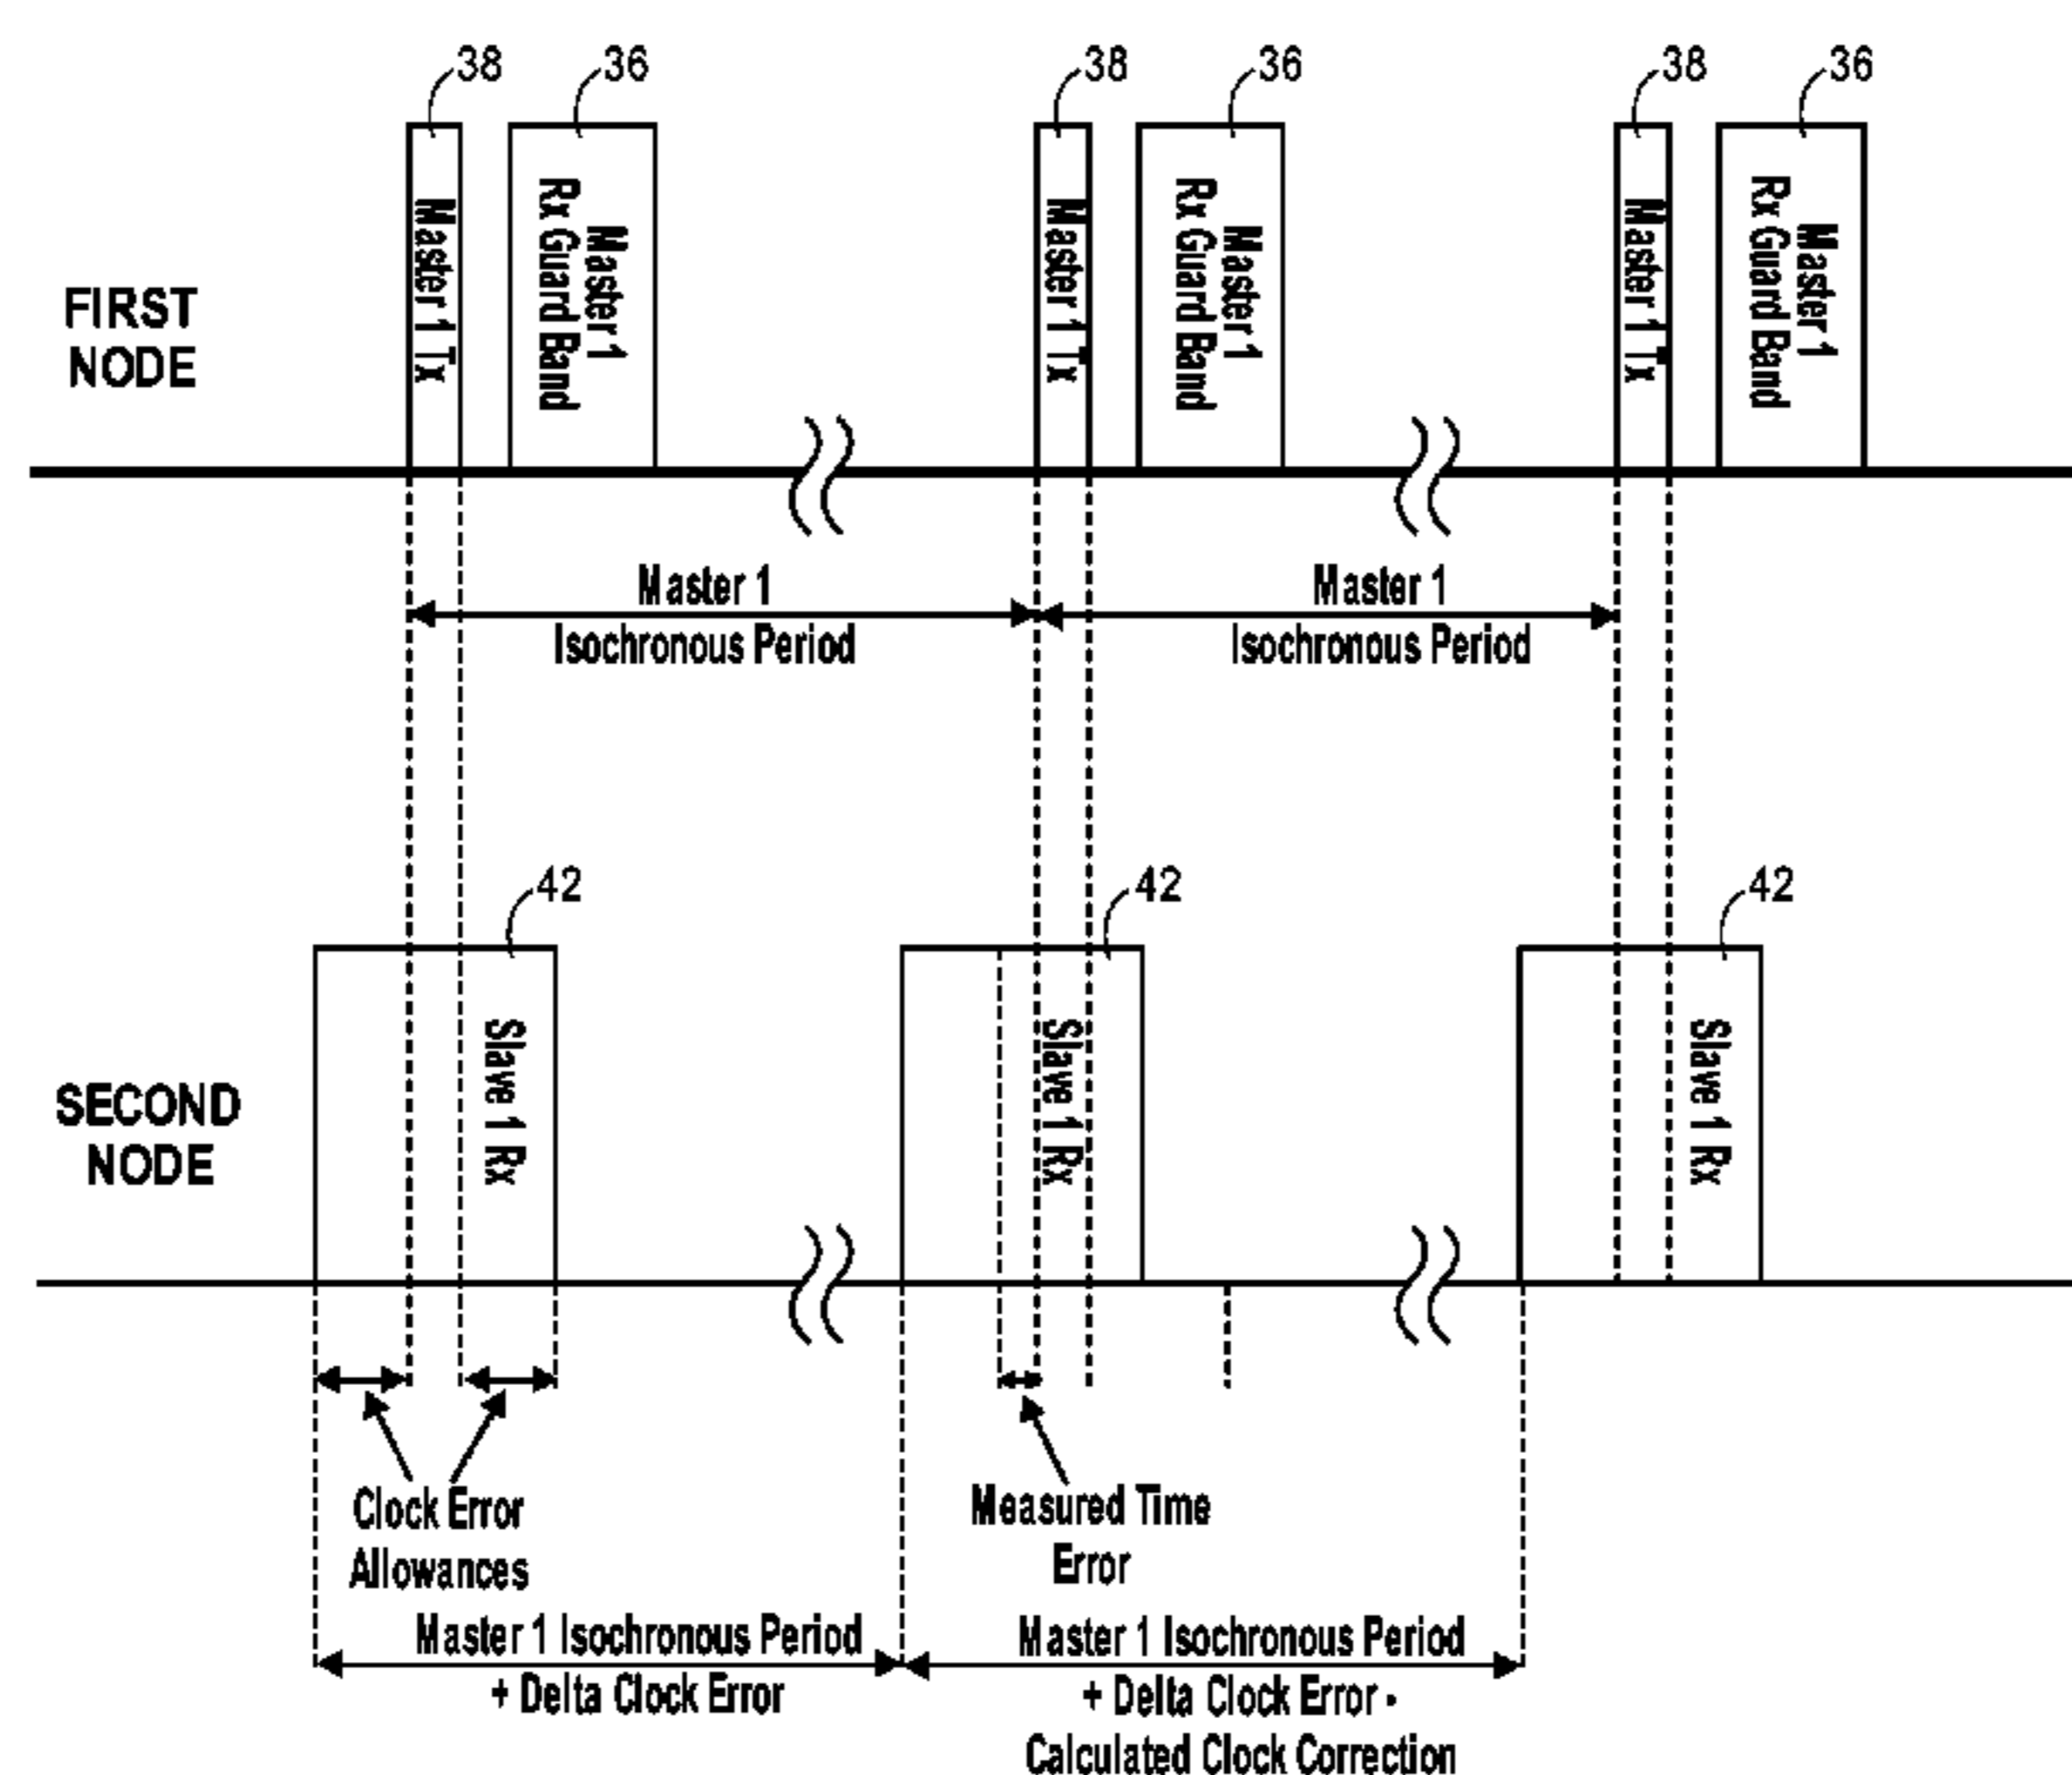 38
36
38
36
38
36
Master 1 Tx
Master 1
Rx Guard Band
Master 1 Tx
Master 1
Rx Guard Band
Master 1 Tx
Master 1
Rx Guard Band
FIRST
NODE
Master 1
Isochronous Period
Master 1
Isochronous Period
42
42
42
Slave 1 Rx
Slave 1 Rx
Slave 1 Rx
SECOND
NODE
Clock Error
Allowances
Measured Time
Error
Master 1 Isochronous Period
+ Delta Clock Error
Master 1 Isochronous Period
+ Delta Clock Error -
Calculated Clock Correction